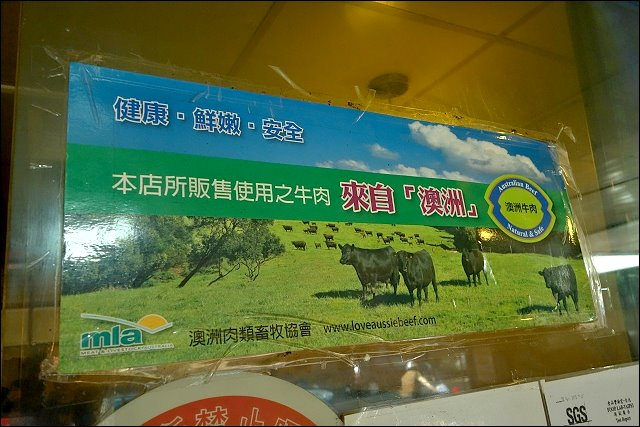 健康・鮮嫩・安全
本店所販售使用之牛肉 來自「澳洲」
Australian Beef
澳洲牛肉
Natural & Safe
mla
MEAT & LIVESTOCK AUSTRALIA
澳洲肉類畜牧協會 www.loveaussiebeef.com
禁止
SGS